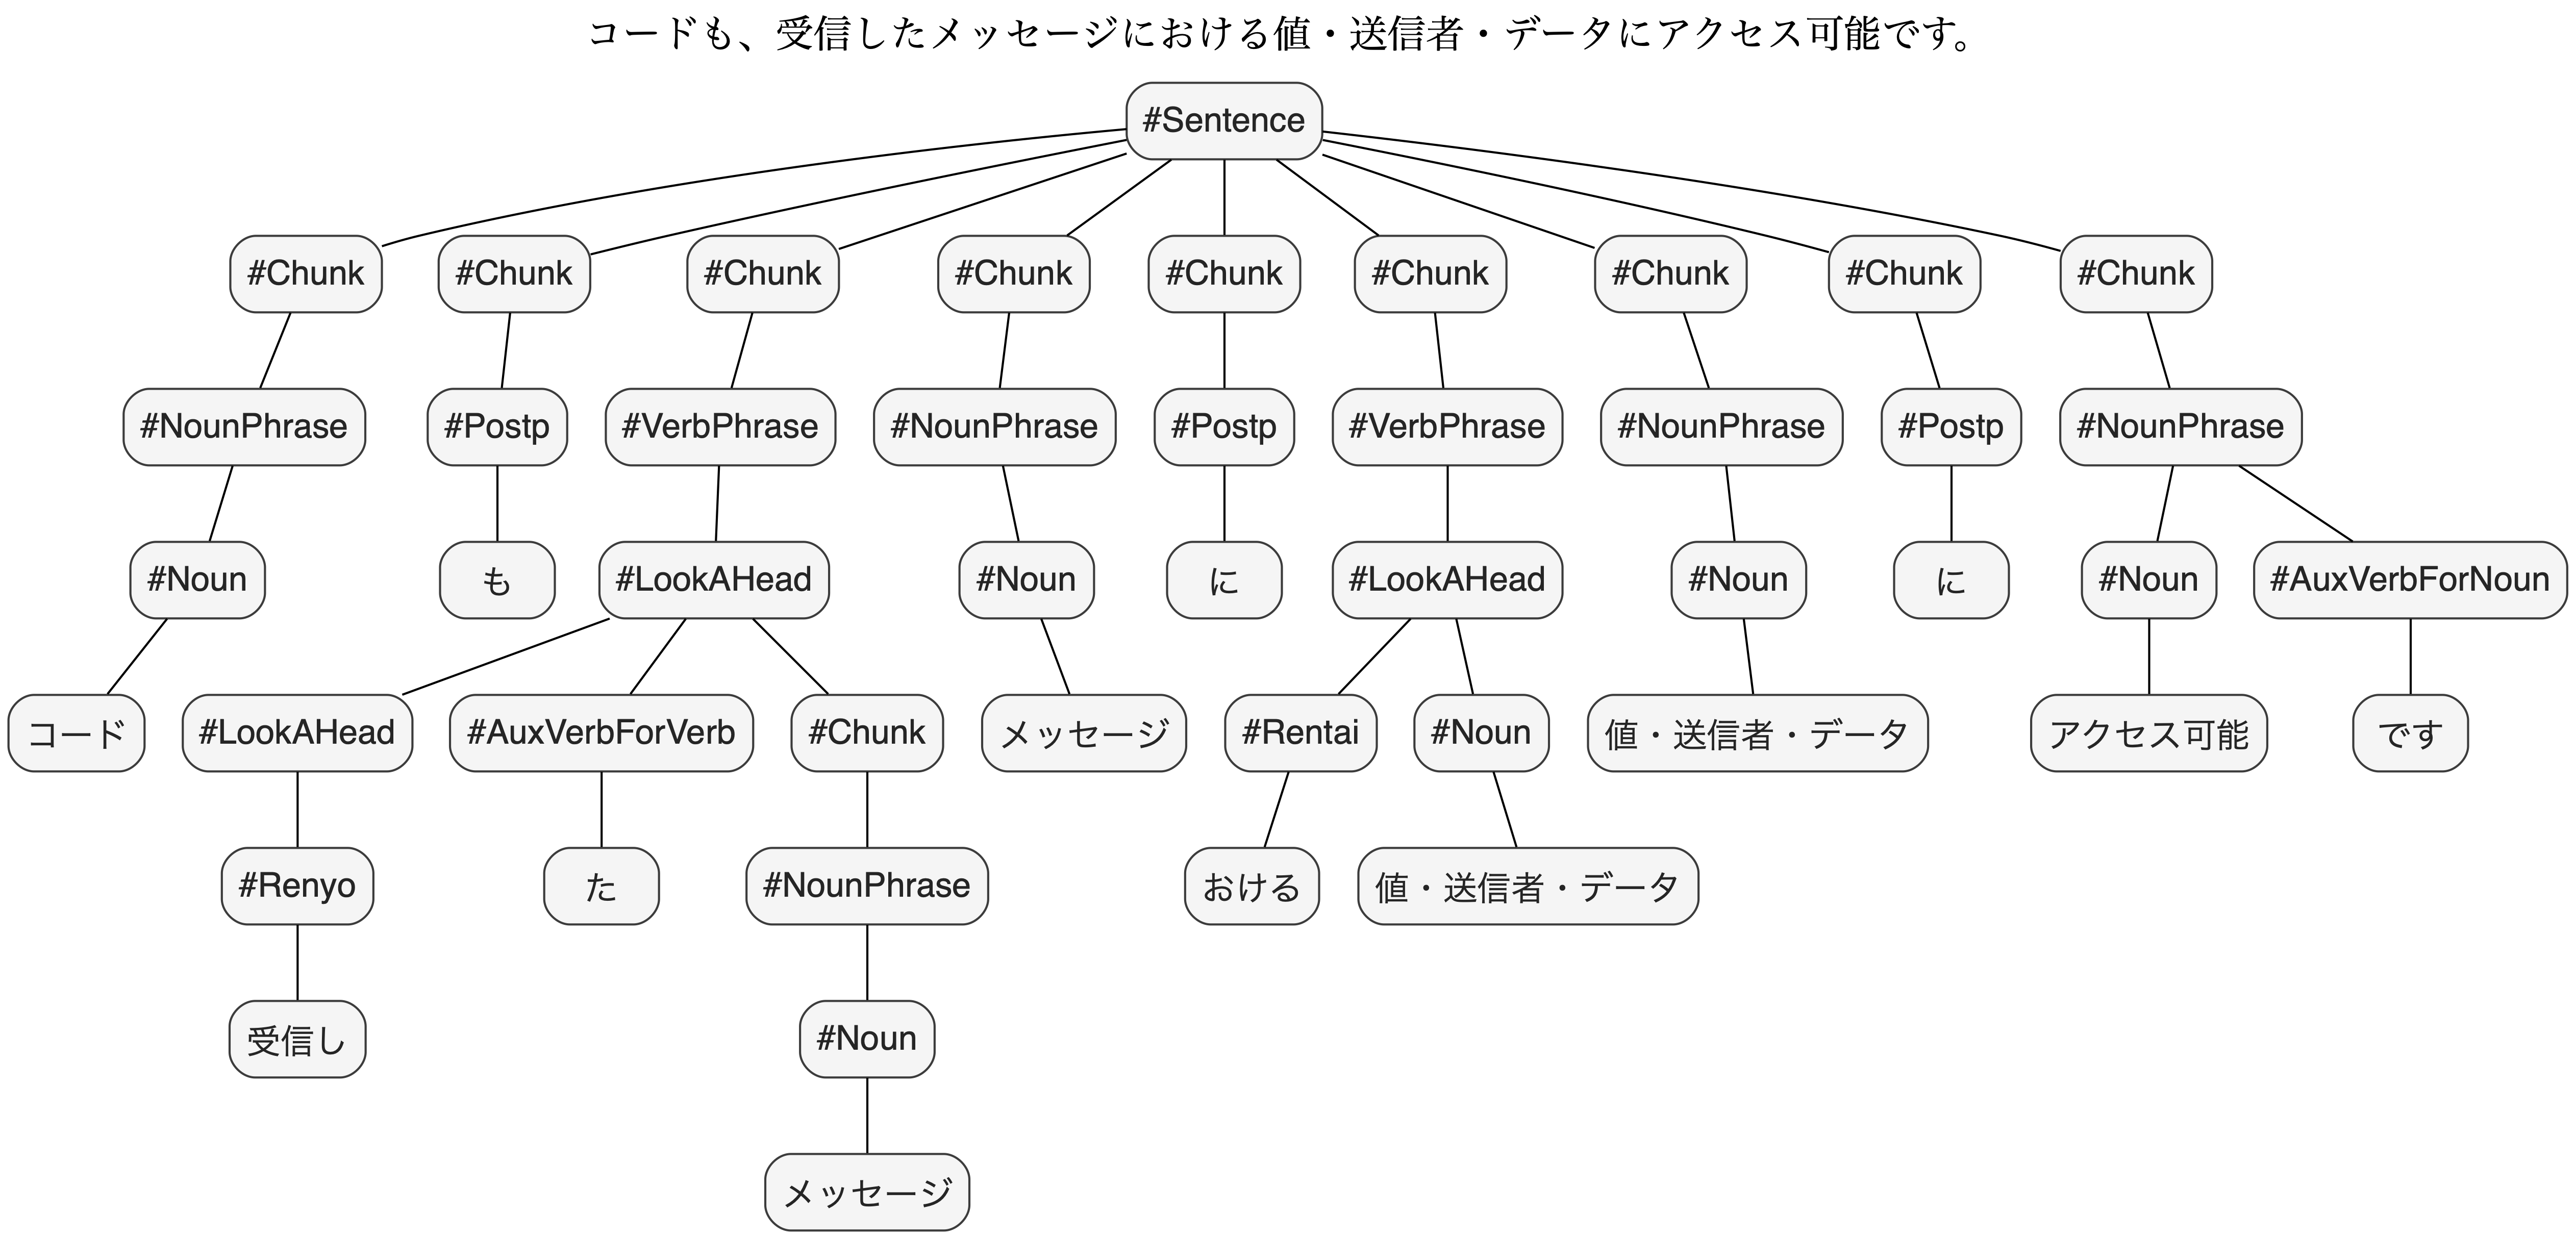 コードも、受信したメッセージにおける値・送信者・データにアクセス可能です。
#Sentence
#Chunk #Chunk #Chunk #Chunk #Chunk #Chunk #Chunk #Chunk #Chunk
#NounPhrase #Postp #VerbPhrase #NounPhrase #Postp #VerbPhrase #NounPhrase #Postp #NounPhrase
#Noun も #LookAHead #Noun に #LookAHead #Noun に #Noun #AuxVerbForNoun
コード #LookAHead #AuxVerbForVerb #Chunk メッセージ #Rentai #Noun 値・送信者・データ アクセス可能 です
#Renyo た #NounPhrase おける 値・送信者・データ
受信し #Noun
メッセージ